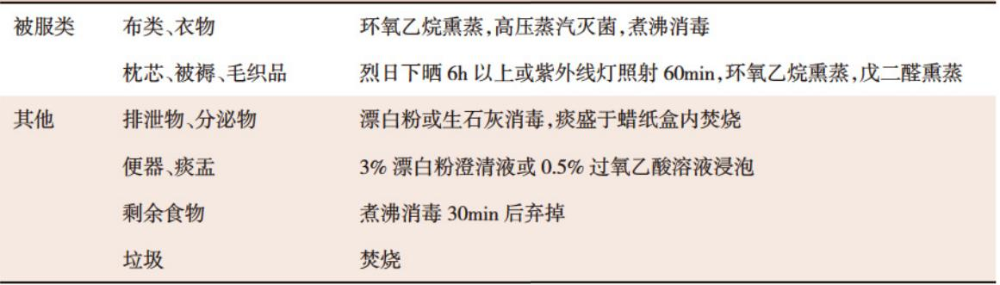 被服类 布类、衣物 环氧乙烷熏蒸,高压蒸汽灭菌,煮沸消毒
枕芯、被褥、毛织品 烈日下晒 6h 以上或紫外线灯照射 60min,环氧乙烷熏蒸,戊二醛熏蒸
其他 排泄物、分泌物 漂白粉或生石灰消毒,痰盛于蜡纸盒内焚烧
便器、痰盂 3% 漂白粉澄清液或 0.5% 过氧乙酸溶液浸泡
剩余食物 煮沸消毒 30min 后弃掉
垃圾 焚烧